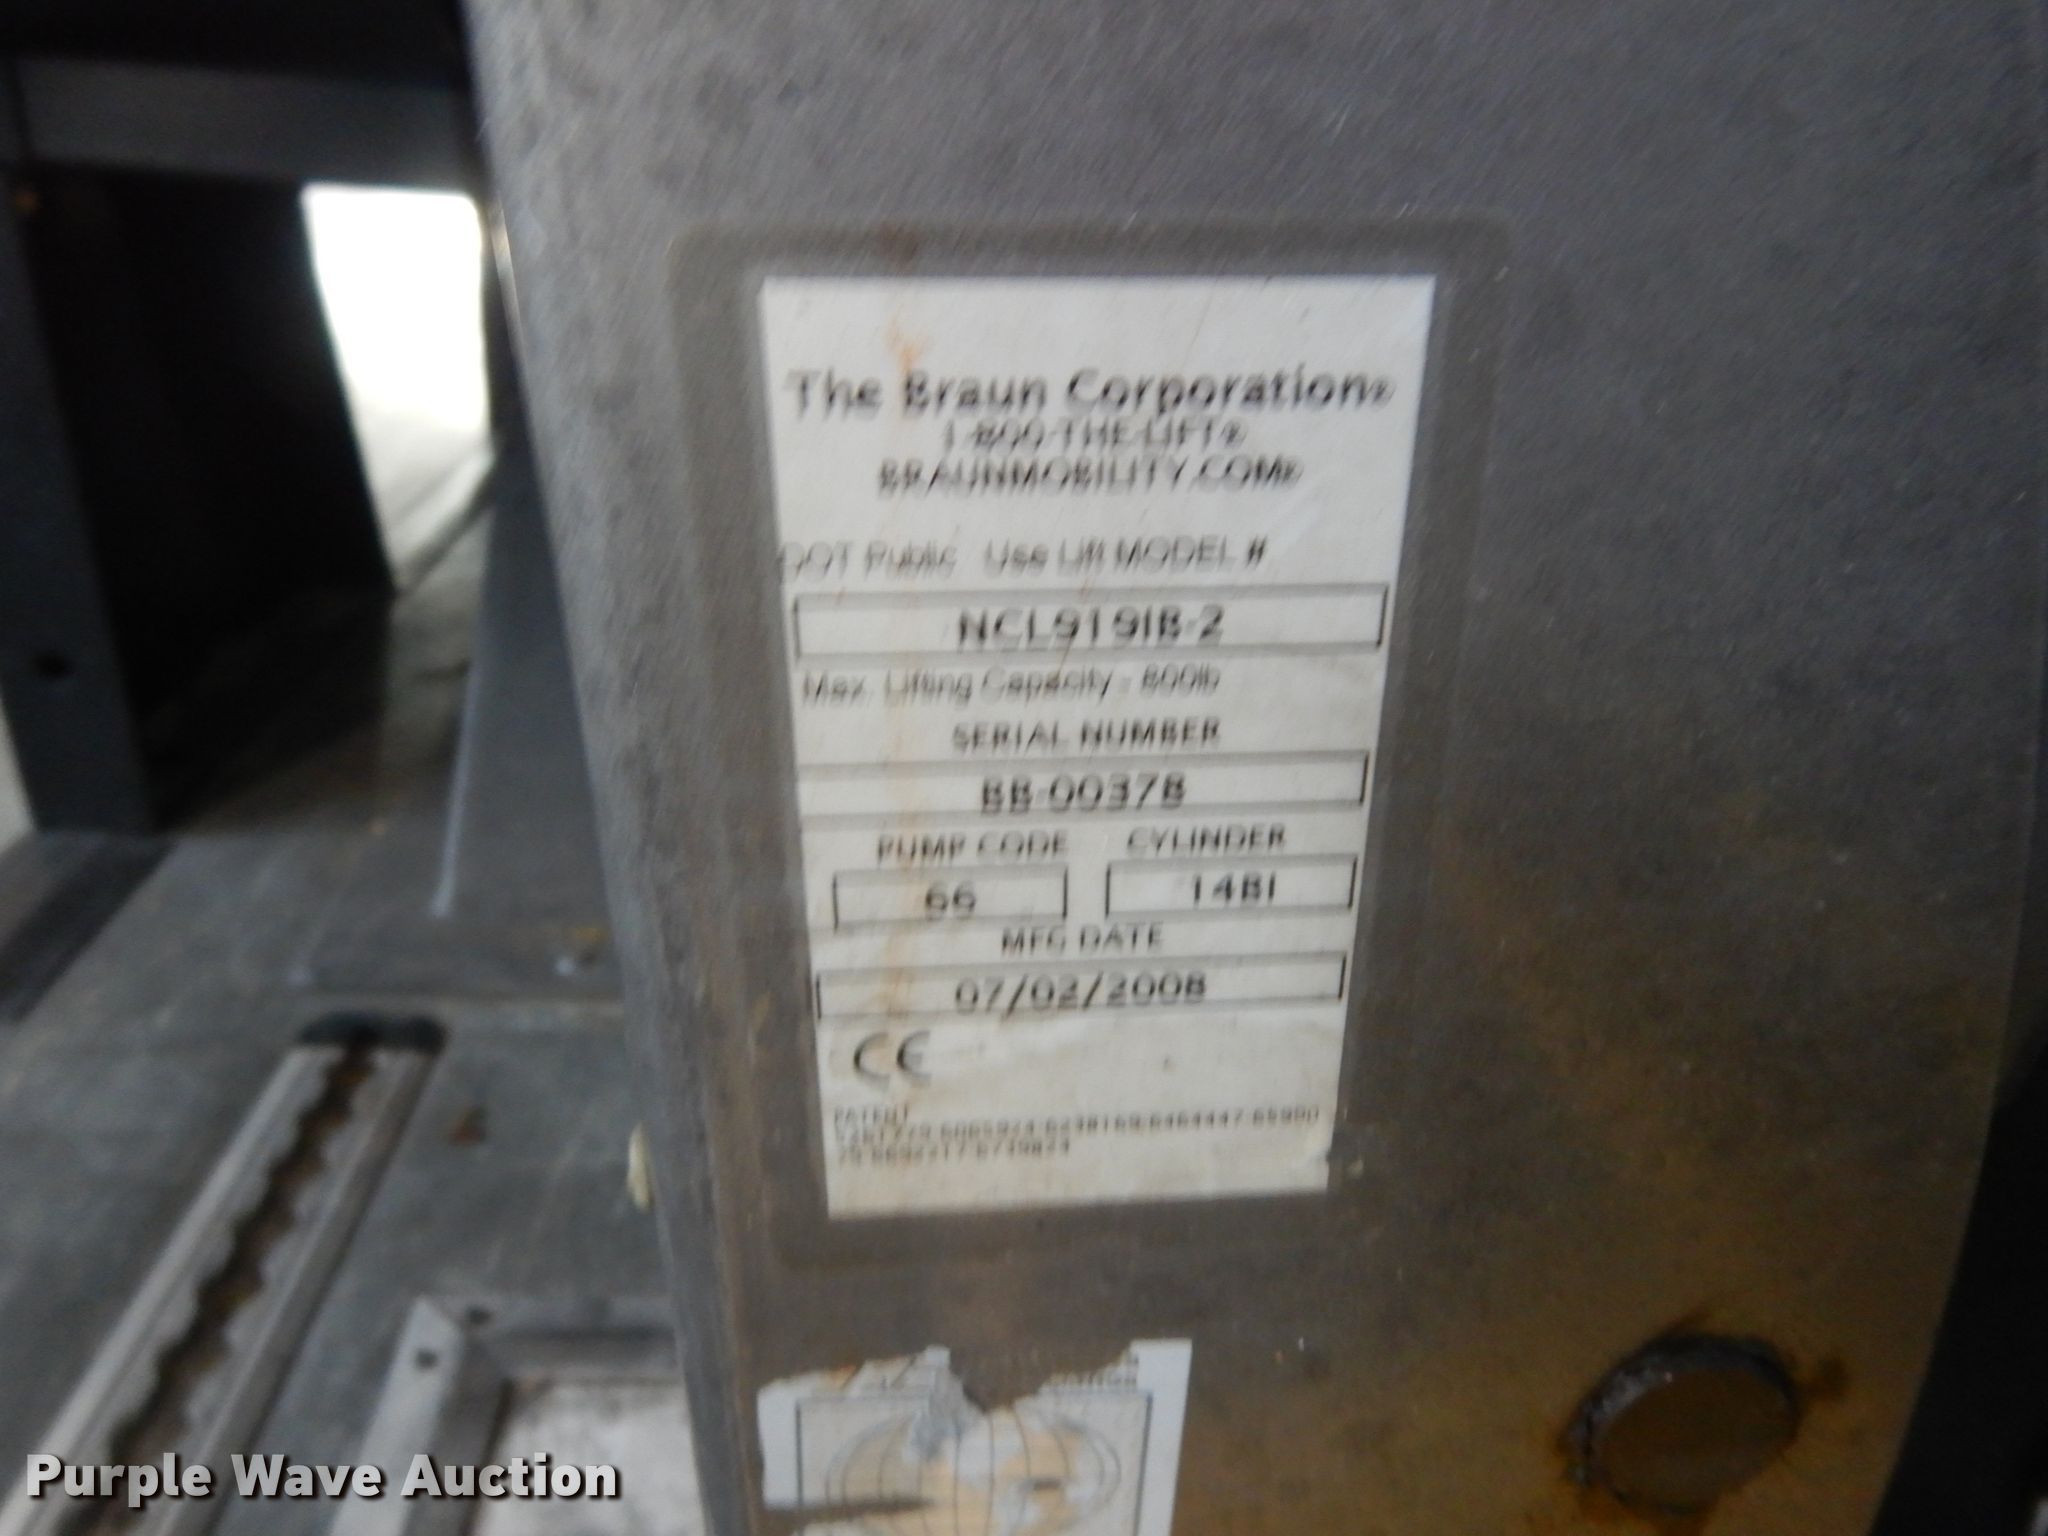 The Braun Corporation®
1-800-THE-LIFT®
BRAUNMOBILITY.COM®
DOT Public Use Lift MODEL #
NCL919IB-2
Max. Lifting Capacity - 800lb
SERIAL NUMBER
BB-00378
PUMP CODE CYLINDER
66 14BI
MFG DATE
07/02/2008
CE
PATENT
Purple Wave Auction